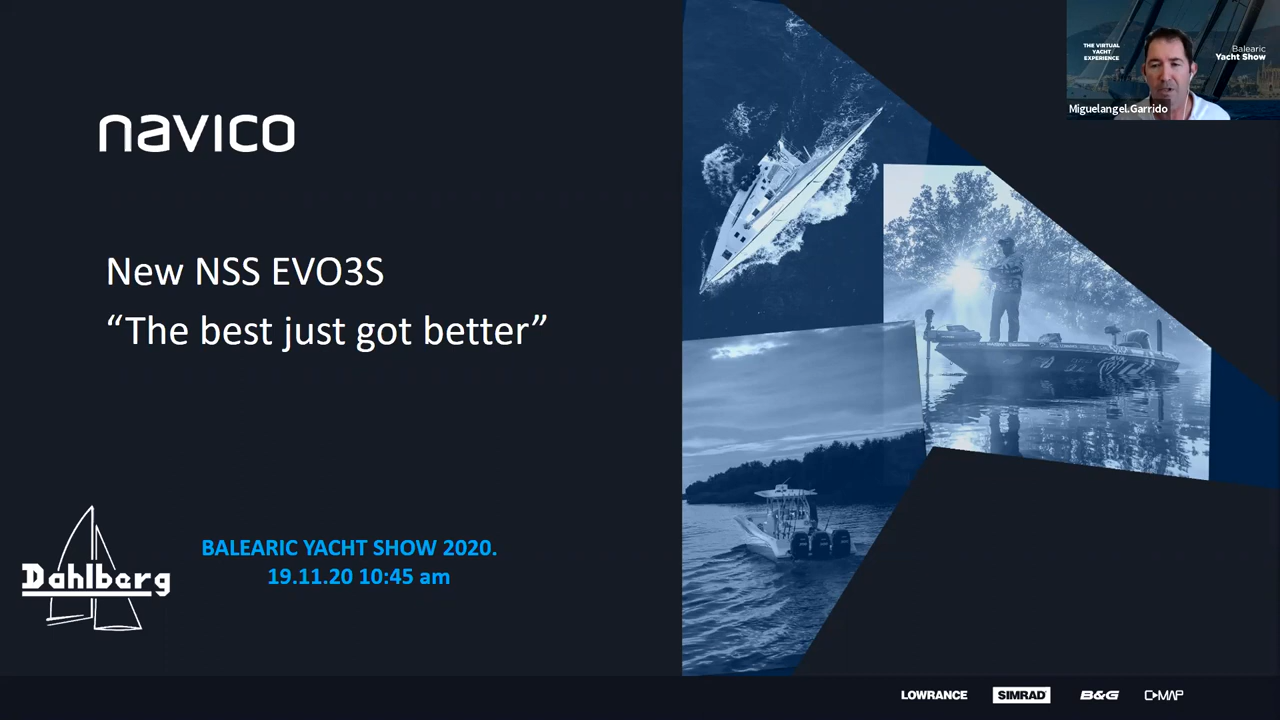 navico
New NSS EVO3S
“The best just got better”
Dahlberg
BALEARIC YACHT SHOW 2020.
19.11.20 10:45 am
THE VIRTUAL
YACHT
EXPERIENCE
Balearic
Yacht Show
Miguelangel.Garrido
LOWRANCE SIMRAD B&G C-MAP